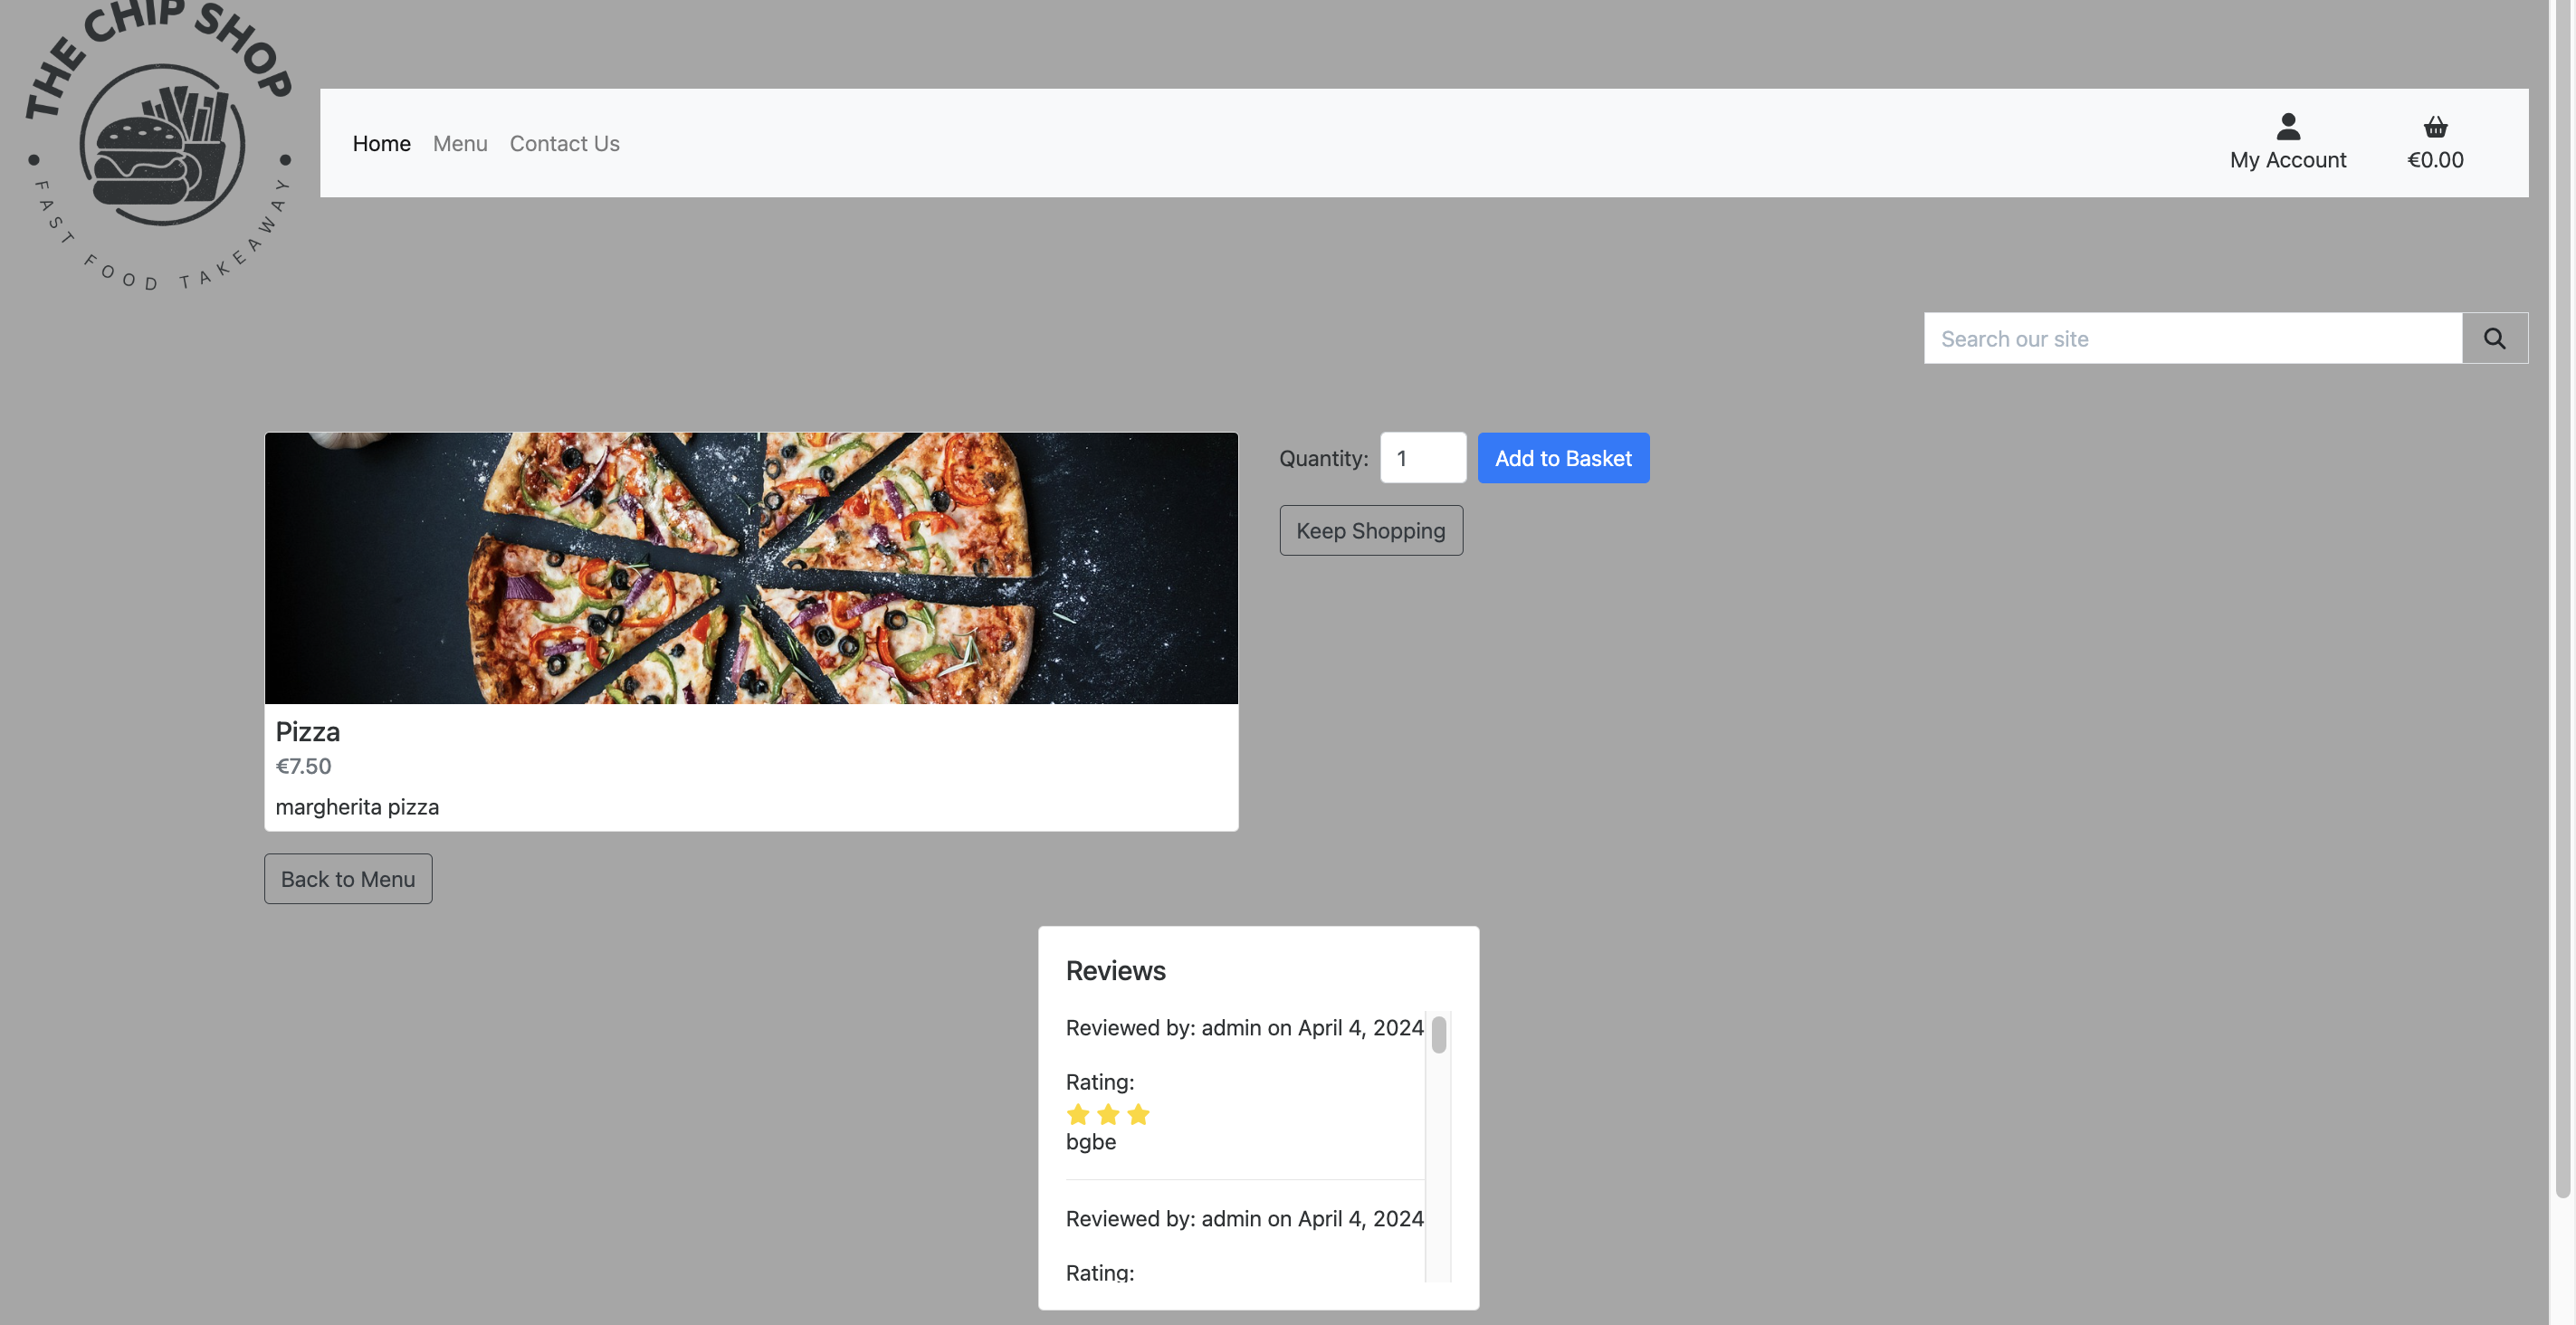 THE CHIP SHOP
FAST FOOD TAKEAWAY
Home Menu Contact Us
My Account
€0.00
Search our site
Quantity: 1 Add to Basket
Keep Shopping
Pizza
€7.50
margherita pizza
Back to Menu
Reviews
Reviewed by: admin on April 4, 2024
Rating:
bgbe
Reviewed by: admin on April 4, 2024
Rating: